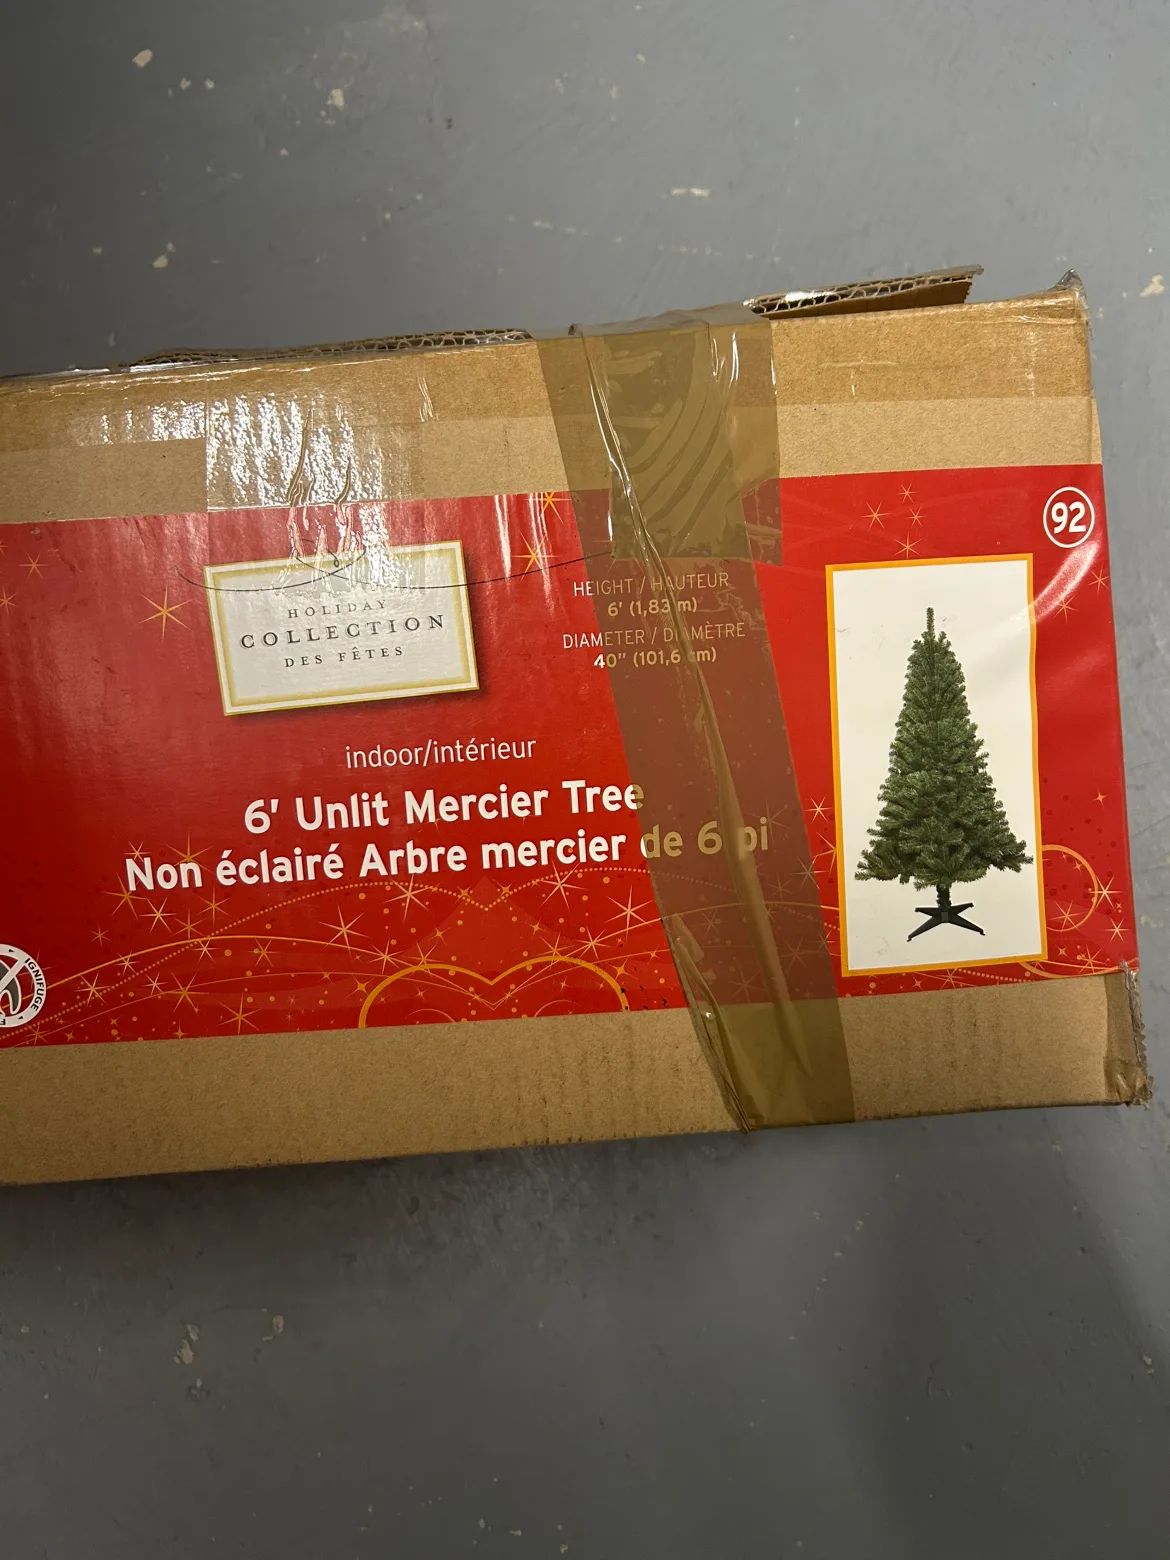 92
HOLIDAY
COLLECTION
DES FÊTES
HEIGHT / HAUTEUR
6' (1,83 m)
DIAMETER / DIAMÈTRE
40" (101,6 cm)
indoor/intérieur
6' Unlit Mercier Tree
Non éclairé Arbre mercier de 6 pi
IGNIFUGE